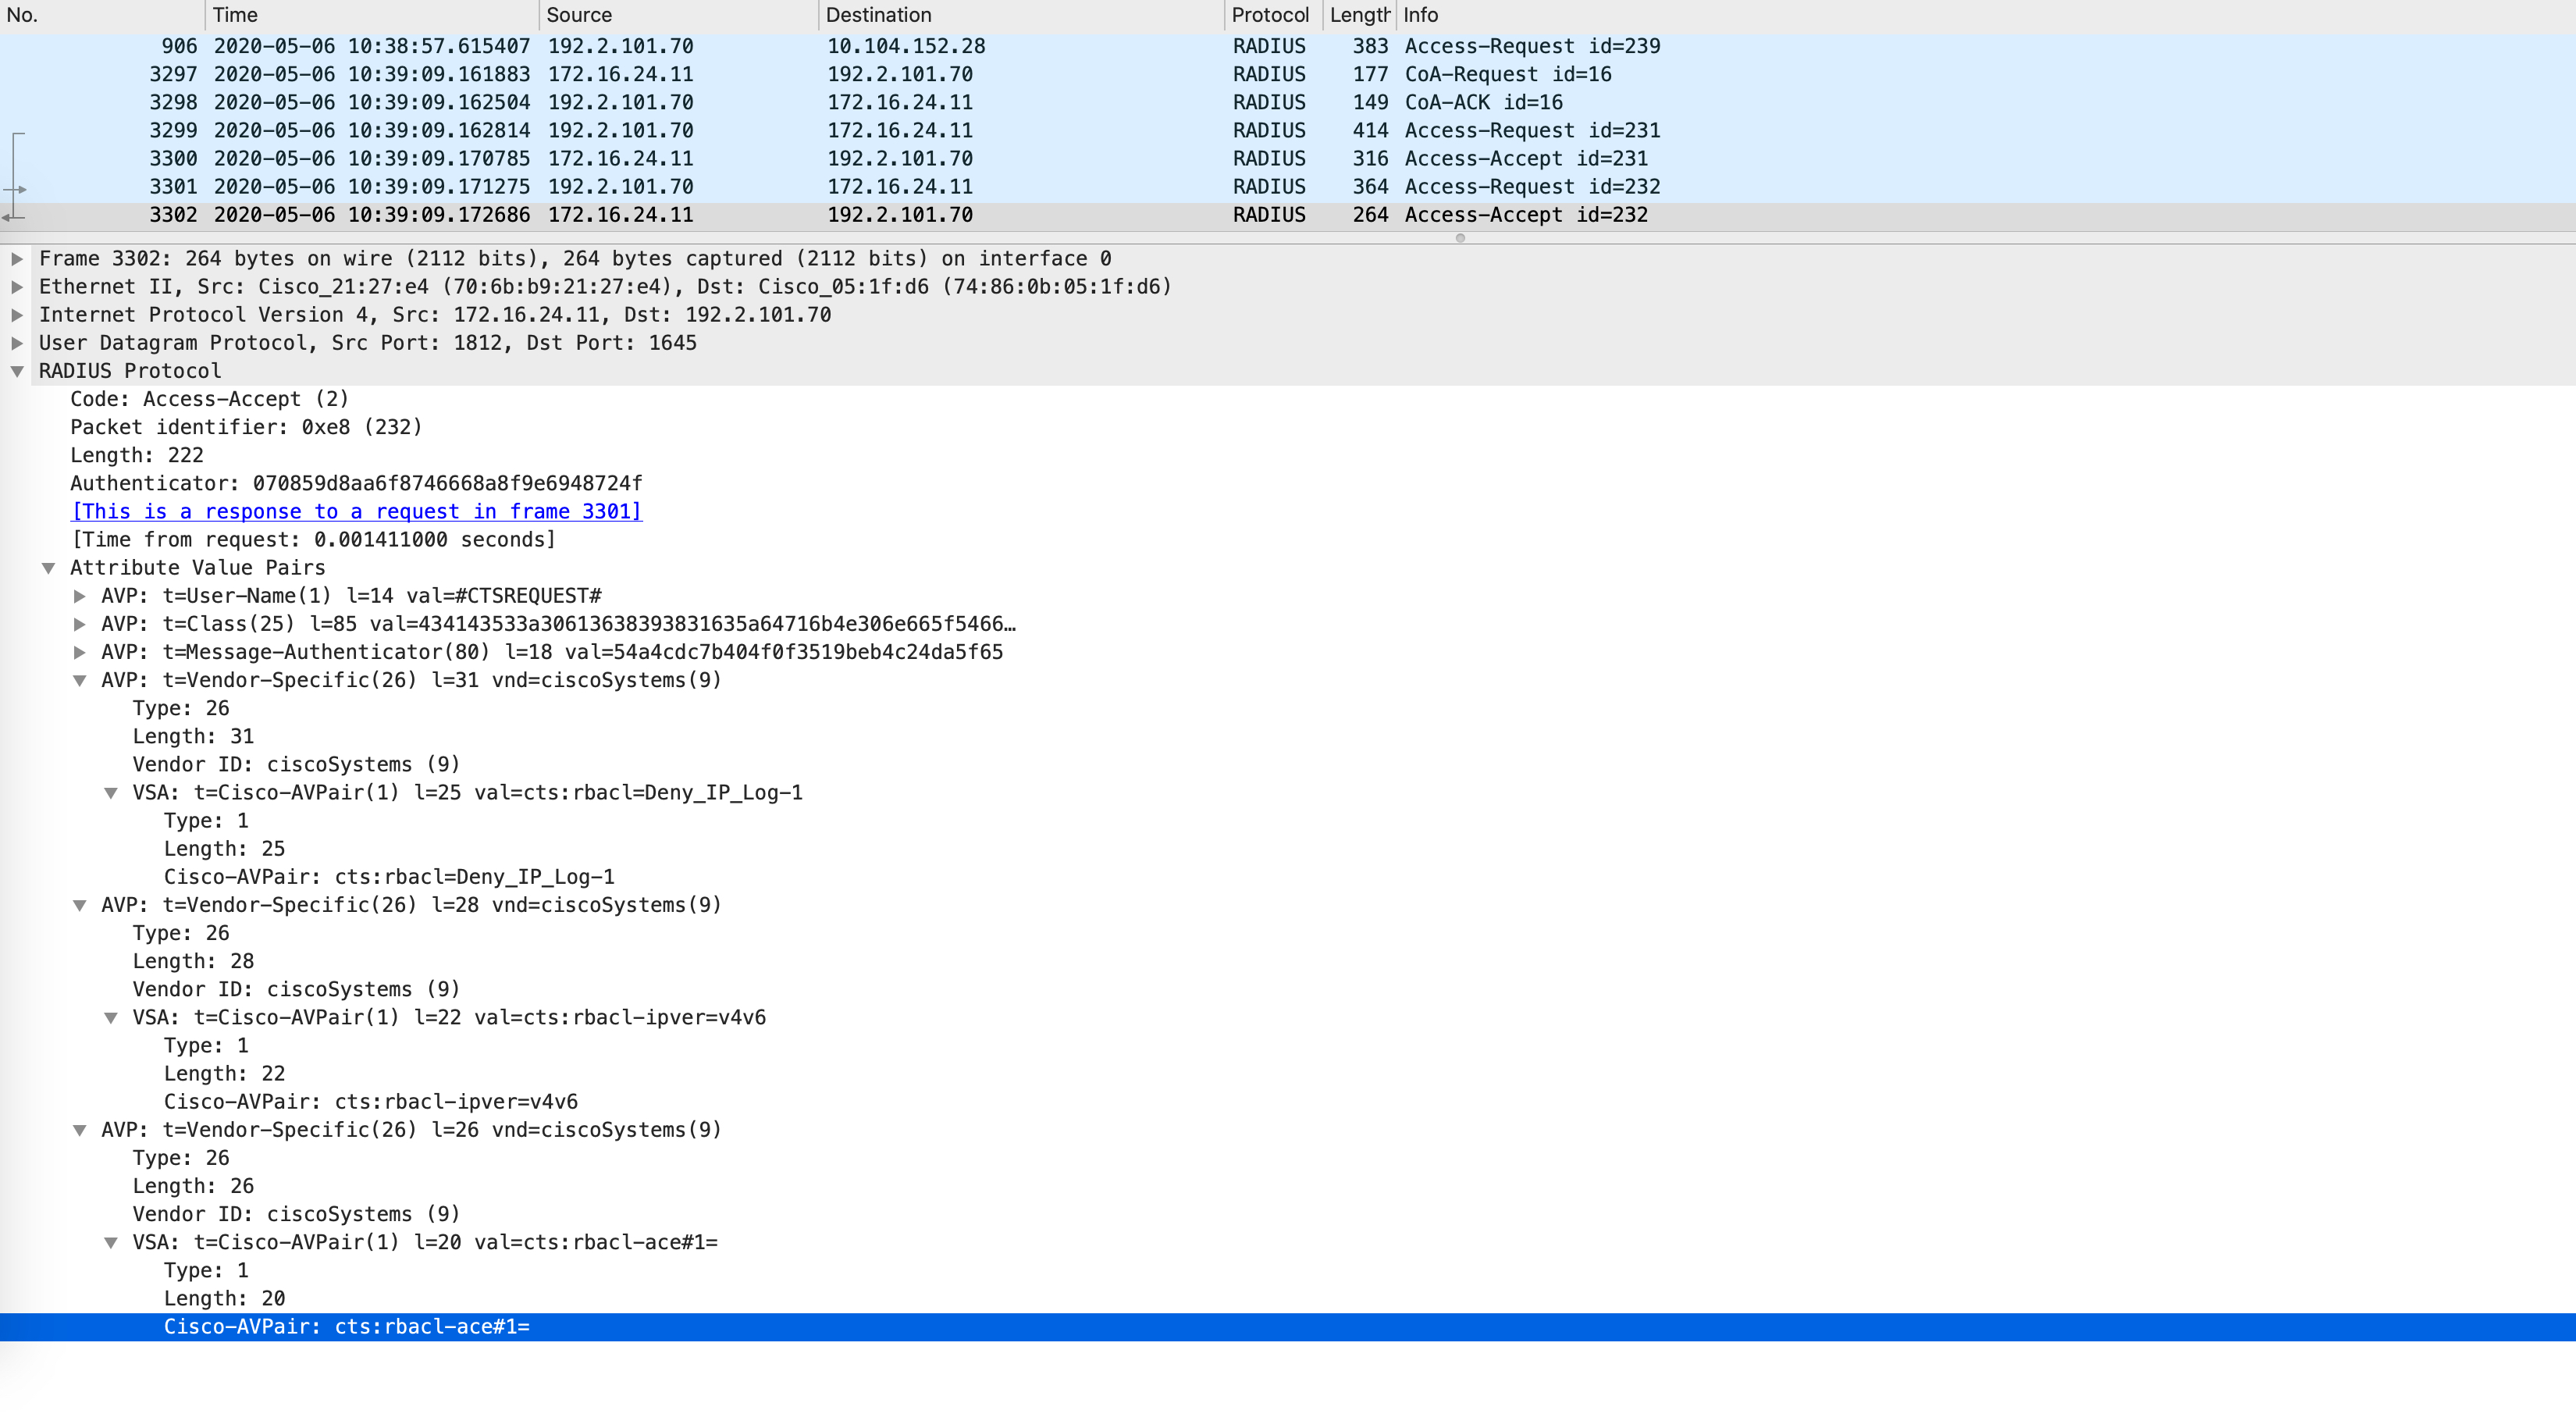 No. Time Source Destination Protocol Length Info
906 2020-05-06 10:38:57.615407 192.2.101.70 10.104.152.28 RADIUS 383 Access-Request id=239
3297 2020-05-06 10:39:09.161883 172.16.24.11 192.2.101.70 RADIUS 177 CoA-Request id=16
3298 2020-05-06 10:39:09.162504 192.2.101.70 172.16.24.11 RADIUS 149 CoA-ACK id=16
3299 2020-05-06 10:39:09.162814 192.2.101.70 172.16.24.11 RADIUS 414 Access-Request id=231
3300 2020-05-06 10:39:09.170785 172.16.24.11 192.2.101.70 RADIUS 316 Access-Accept id=231
3301 2020-05-06 10:39:09.171275 192.2.101.70 172.16.24.11 RADIUS 364 Access-Request id=232
3302 2020-05-06 10:39:09.172686 172.16.24.11 192.2.101.70 RADIUS 264 Access-Accept id=232
Frame 3302: 264 bytes on wire (2112 bits), 264 bytes captured (2112 bits) on interface 0
Ethernet II, Src: Cisco_21:27:e4 (70:6b:b9:21:27:e4), Dst: Cisco_05:1f:d6 (74:86:0b:05:1f:d6)
Internet Protocol Version 4, Src: 172.16.24.11, Dst: 192.2.101.70
User Datagram Protocol, Src Port: 1812, Dst Port: 1645
RADIUS Protocol
Code: Access-Accept (2)
Packet identifier: 0xe8 (232)
Length: 222
Authenticator: 070859d8aa6f8746668a8f9e6948724f
[This is a response to a request in frame 3301]
[Time from request: 0.001411000 seconds]
Attribute Value Pairs
AVP: t=User-Name(1) l=14 val=#CTSREQUEST#
AVP: t=Class(25) l=85 val=434143533a30613638393831635a64716b4e306e665f5466…
AVP: t=Message-Authenticator(80) l=18 val=54a4cdc7b404f0f3519beb4c24da5f65
AVP: t=Vendor-Specific(26) l=31 vnd=ciscoSystems(9)
Type: 26
Length: 31
Vendor ID: ciscoSystems (9)
VSA: t=Cisco-AVPair(1) l=25 val=cts:rbacl=Deny_IP_Log-1
Type: 1
Length: 25
Cisco-AVPair: cts:rbacl=Deny_IP_Log-1
AVP: t=Vendor-Specific(26) l=28 vnd=ciscoSystems(9)
Type: 26
Length: 28
Vendor ID: ciscoSystems (9)
VSA: t=Cisco-AVPair(1) l=22 val=cts:rbacl-ipver=v4v6
Type: 1
Length: 22
Cisco-AVPair: cts:rbacl-ipver=v4v6
AVP: t=Vendor-Specific(26) l=26 vnd=ciscoSystems(9)
Type: 26
Length: 26
Vendor ID: ciscoSystems (9)
VSA: t=Cisco-AVPair(1) l=20 val=cts:rbacl-ace#1=
Type: 1
Length: 20
Cisco-AVPair: cts:rbacl-ace#1=